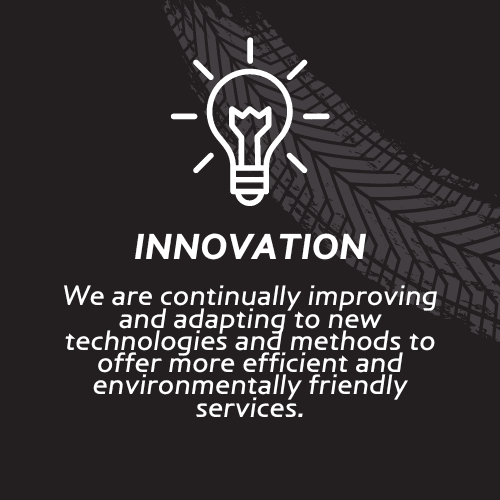 INNOVATION
We are continually improving
and adapting to new
technologies and methods to
offer more efficient and
environmentally friendly
services.